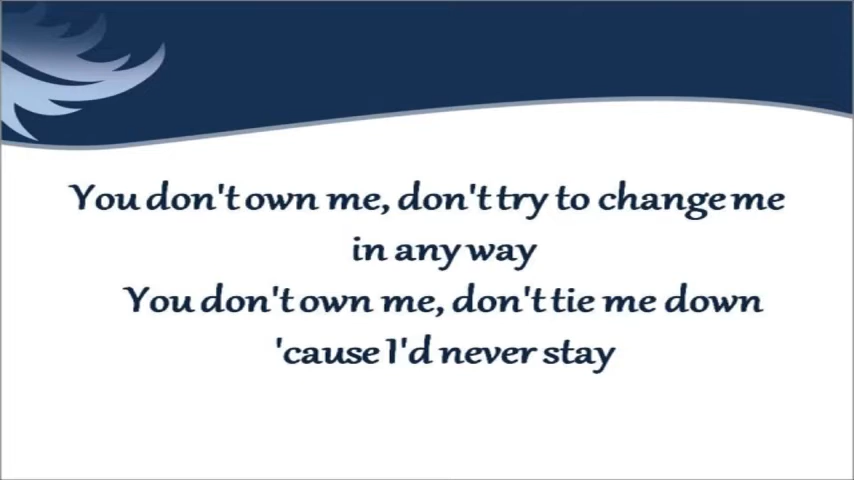 You don't own me, don't try to change me
in any way
You don't own me, don't tie me down
'cause I'd never stay